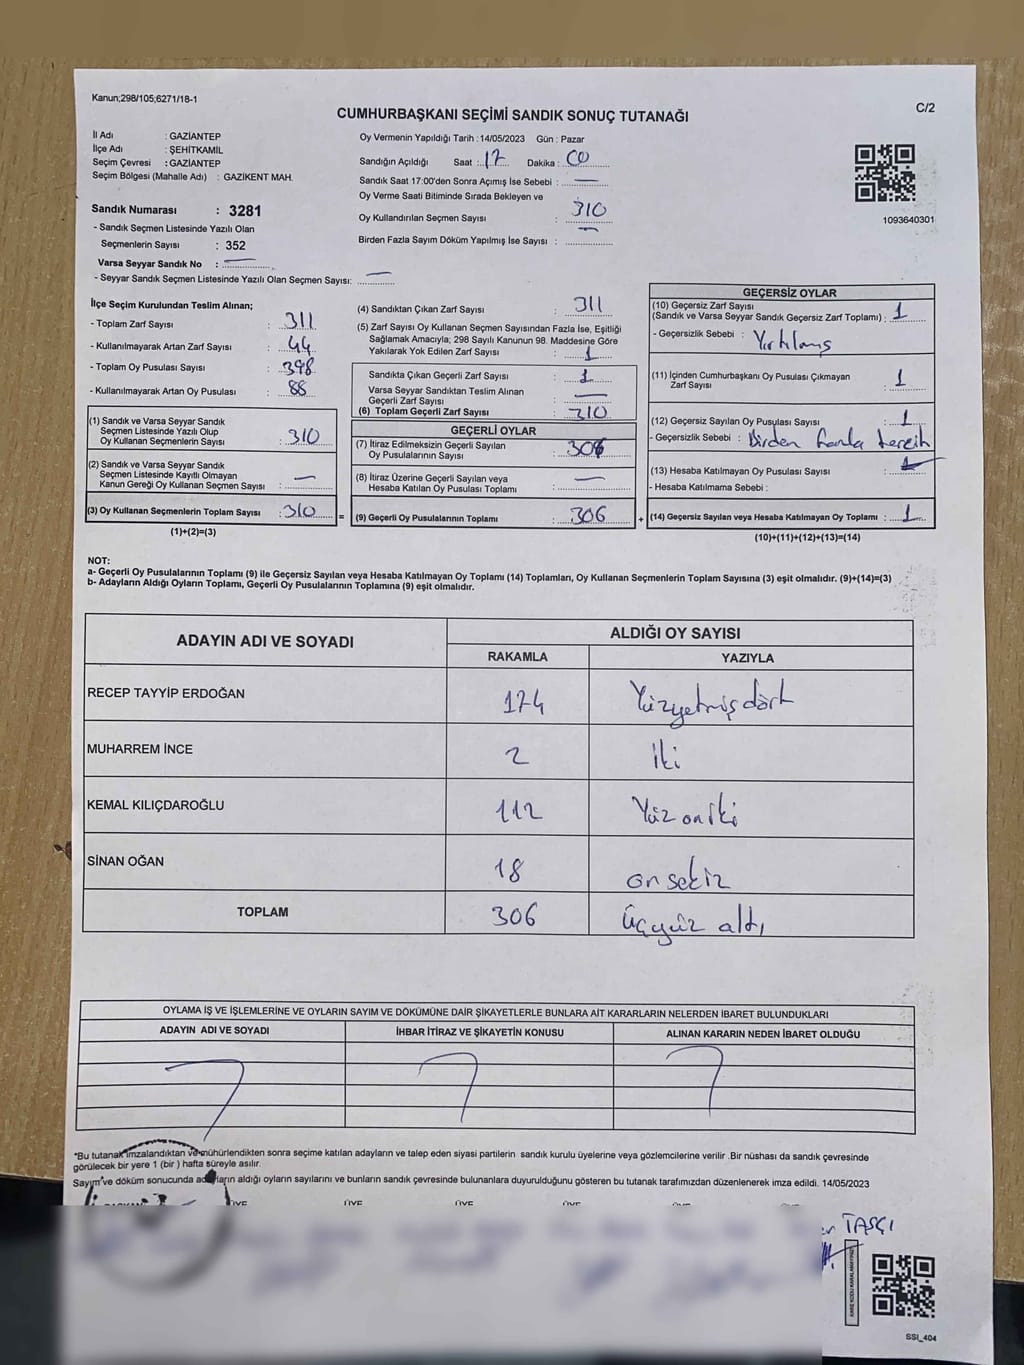 Kanun;298/105;6271/18-1
C/2
CUMHURBAŞKANI SEÇİMİ SANDIK SONUÇ TUTANAĞI
İl Adı : GAZİANTEP
İlçe Adı : ŞEHİTKAMİL
Seçim Çevresi : GAZİANTEP
Seçim Bölgesi (Mahalle Adı) : GAZİKENT MAH.
Sandık Numarası : 3281
- Sandık Seçmen Listesinde Yazılı Olan
Seçmenlerin Sayısı : 352
Varsa Seyyar Sandık No : —
- Seyyar Sandık Seçmen Listesinde Yazılı Olan Seçmen Sayısı: —
Oy Vermenin Yapıldığı Tarih : 14/05/2023 Gün : Pazar
Sandığın Açıldığı Saat : 17 Dakika : 00
Sandık Saat 17:00'den Sonra Açımış İse Sebebi : —
Oy Verme Saati Bitiminde Sırada Bekleyen ve
Oy Kullandırılan Seçmen Sayısı : 310
Birden Fazla Sayım Döküm Yapılmış İse Sayısı : —
1093640301
İlçe Seçim Kurulundan Teslim Alınan;
- Toplam Zarf Sayısı : 311
- Kullanılmayarak Artan Zarf Sayısı : 44
- Toplam Oy Pusulası Sayısı : 398
- Kullanılmayarak Artan Oy Pusulası : 88
(1) Sandık ve Varsa Seyyar Sandık
Seçmen Listesinde Yazılı Olup
Oy Kullanan Seçmenlerin Sayısı : 310
(2) Sandık ve Varsa Seyyar Sandık
Seçmen Listesinde Kayıtlı Olmayan
Kanun Gereği Oy Kullanan Seçmen Sayısı : —
(3) Oy Kullanan Seçmenlerin Toplam Sayısı : 310
(1)+(2)=(3)
=
(4) Sandıktan Çıkan Zarf Sayısı : 311
(5) Zarf Sayısı Oy Kullanan Seçmen Sayısından Fazla İse, Eşitliği
Sağlamak Amacıyla; 298 Sayılı Kanunun 98. Maddesine Göre
Yakılarak Yok Edilen Zarf Sayısı : 1
Sandıkta Çıkan Geçerli Zarf Sayısı : 1
Varsa Seyyar Sandıktan Teslim Alınan
Geçerli Zarf Sayısı : —
(6) Toplam Geçerli Zarf Sayısı : 310
GEÇERLİ OYLAR
(7) İtiraz Edilmeksizin Geçerli Sayılan
Oy Pusulalarının Sayısı : 306
(8) İtiraz Üzerine Geçerli Sayılan veya
Hesaba Katılan Oy Pusulası Toplamı : —
(9) Geçerli Oy Pusulalarının Toplamı : 306
+
GEÇERSİZ OYLAR
(10) Geçersiz Zarf Sayısı
(Sandık ve Varsa Seyyar Sandık Geçersiz Zarf Toplamı) : 1
- Geçersizlik Sebebi : Yırtılmış
(11) İçinden Cumhurbaşkanı Oy Pusulası Çıkmayan
Zarf Sayısı : 1
(12) Geçersiz Sayılan Oy Pusulası Sayısı : 1
- Geçersizlik Sebebi : Birden fazla tercih
(13) Hesaba Katılmayan Oy Pusulası Sayısı
- Hesaba Katılmama Sebebi :
(14) Geçersiz Sayılan veya Hesaba Katılmayan Oy Toplamı : 1
(10)+(11)+(12)+(13)=(14)
NOT:
a- Geçerli Oy Pusulalarının Toplamı (9) ile Geçersiz Sayılan veya Hesaba Katılmayan Oy Toplamı (14) Toplamları, Oy Kullanan Seçmenlerin Toplam Sayısına (3) eşit olmalıdır. (9)+(14)=(3)
b- Adayların Aldığı Oyların Toplamı, Geçerli Oy Pusulalarının Toplamına (9) eşit olmalıdır.
ADAYIN ADI VE SOYADI
ALDIĞI OY SAYISI
RAKAMLA YAZIYLA
RECEP TAYYİP ERDOĞAN 174 Yüzyetmişdört
MUHARREM İNCE 2 İki
KEMAL KILIÇDAROĞLU 112 Yüz oniki
SİNAN OĞAN 18 on sekiz
TOPLAM 306 üçyüz altı
OYLAMA İŞ VE İŞLEMLERİNE VE OYLARIN SAYIM VE DÖKÜMÜNE DAİR ŞİKAYETLERLE BUNLARA AİT KARARLARIN NELERDEN İBARET BULUNDUKLARI
ADAYIN ADI VE SOYADI İHBAR İTİRAZ VE ŞİKAYETİN KONUSU ALINAN KARARIN NEDEN İBARET OLDUĞU
*Bu tutanak imzalandıktan ve mühürlendikten sonra seçime katılan adayların ve talep eden siyasi partilerin sandık kurulu üyelerine veya gözlemcilerine verilir .Bir nüshası da sandık çevresinde
görülecek bir yere 1 (bir ) hafta süreyle asılır.
Sayım ve döküm sonucunda adayların aldığı oyların sayılarını ve bunların sandık çevresinde bulunanlara duyurulduğunu gösteren bu tutanak tarafımızdan düzenlenerek imza edildi. 14/05/2023
ÜYE ÜYE ÜYE ÜYE
TAŞÇI
SSI_404